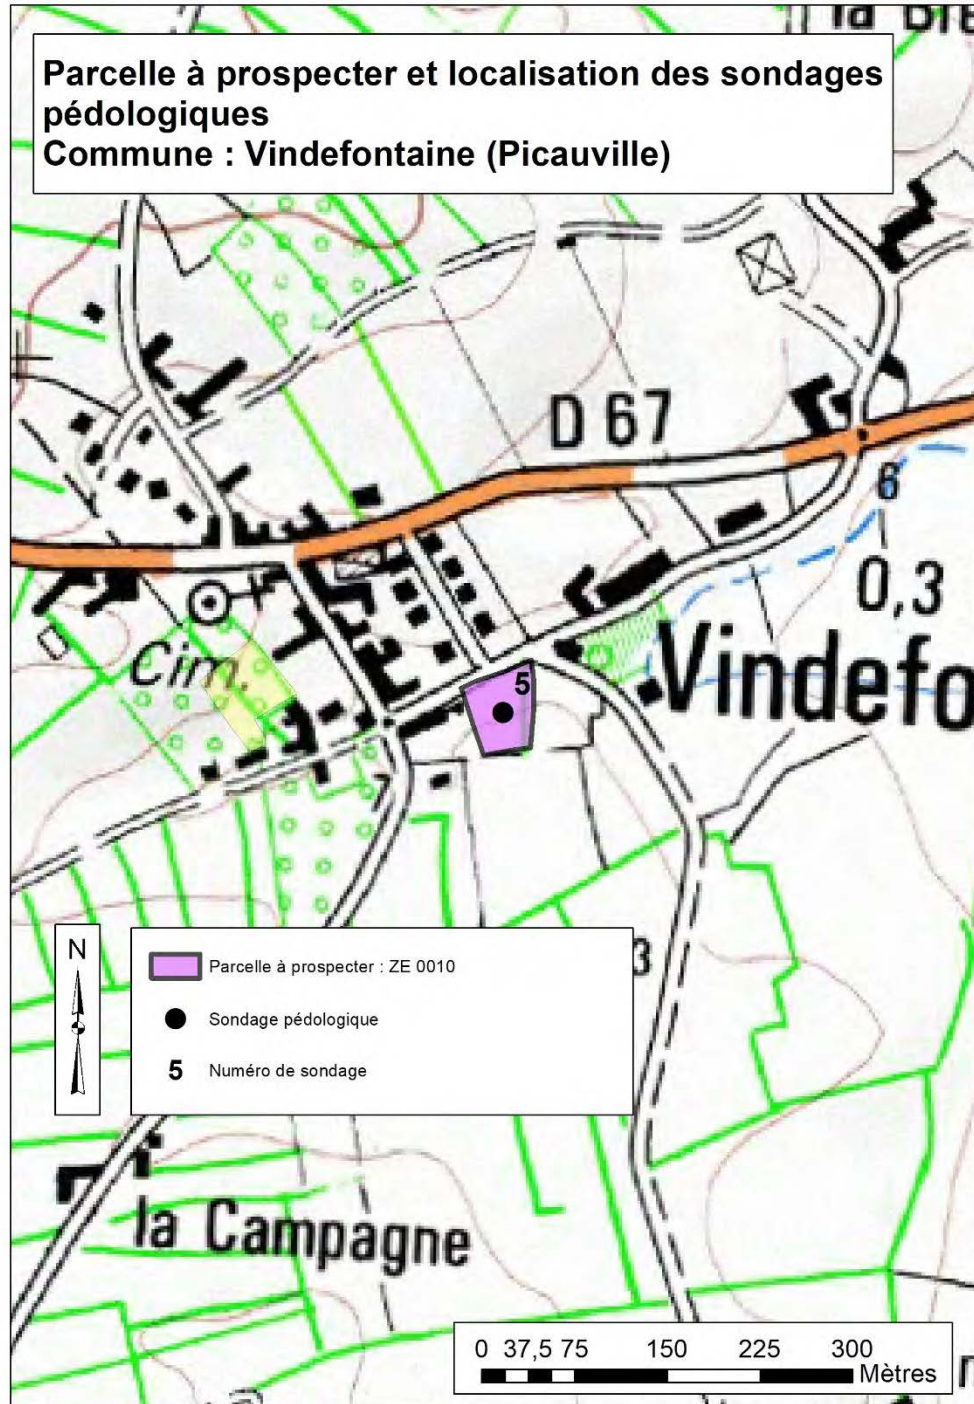 la Bre
Parcelle à prospecter et localisation des sondages
pédologiques
Commune : Vindefontaine (Picauville)
D 67
6
0,3
Cim.
5
Vindefo
N
Parcelle à prospecter : ZE 0010
3
Sondage pédologique
5 Numéro de sondage
la Campagne
0 37,5 75 150 225 300
Mètres